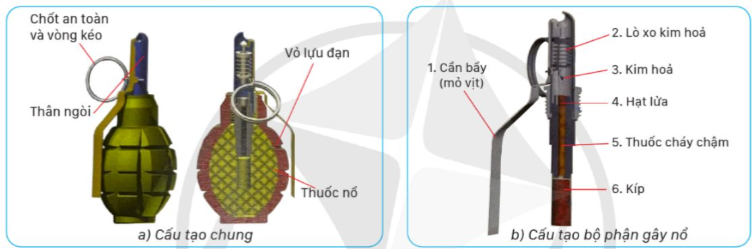 Chốt an toàn
và vòng kéo
Thân ngòi
Vỏ lựu đạn
Thuốc nổ
a) Cấu tạo chung
1. Cần bẩy
(mỏ vịt)
2. Lò xo kim hoả
3. Kim hoả
4. Hạt lửa
5. Thuốc cháy chậm
6. Kíp
b) Cấu tạo bộ phận gây nổ